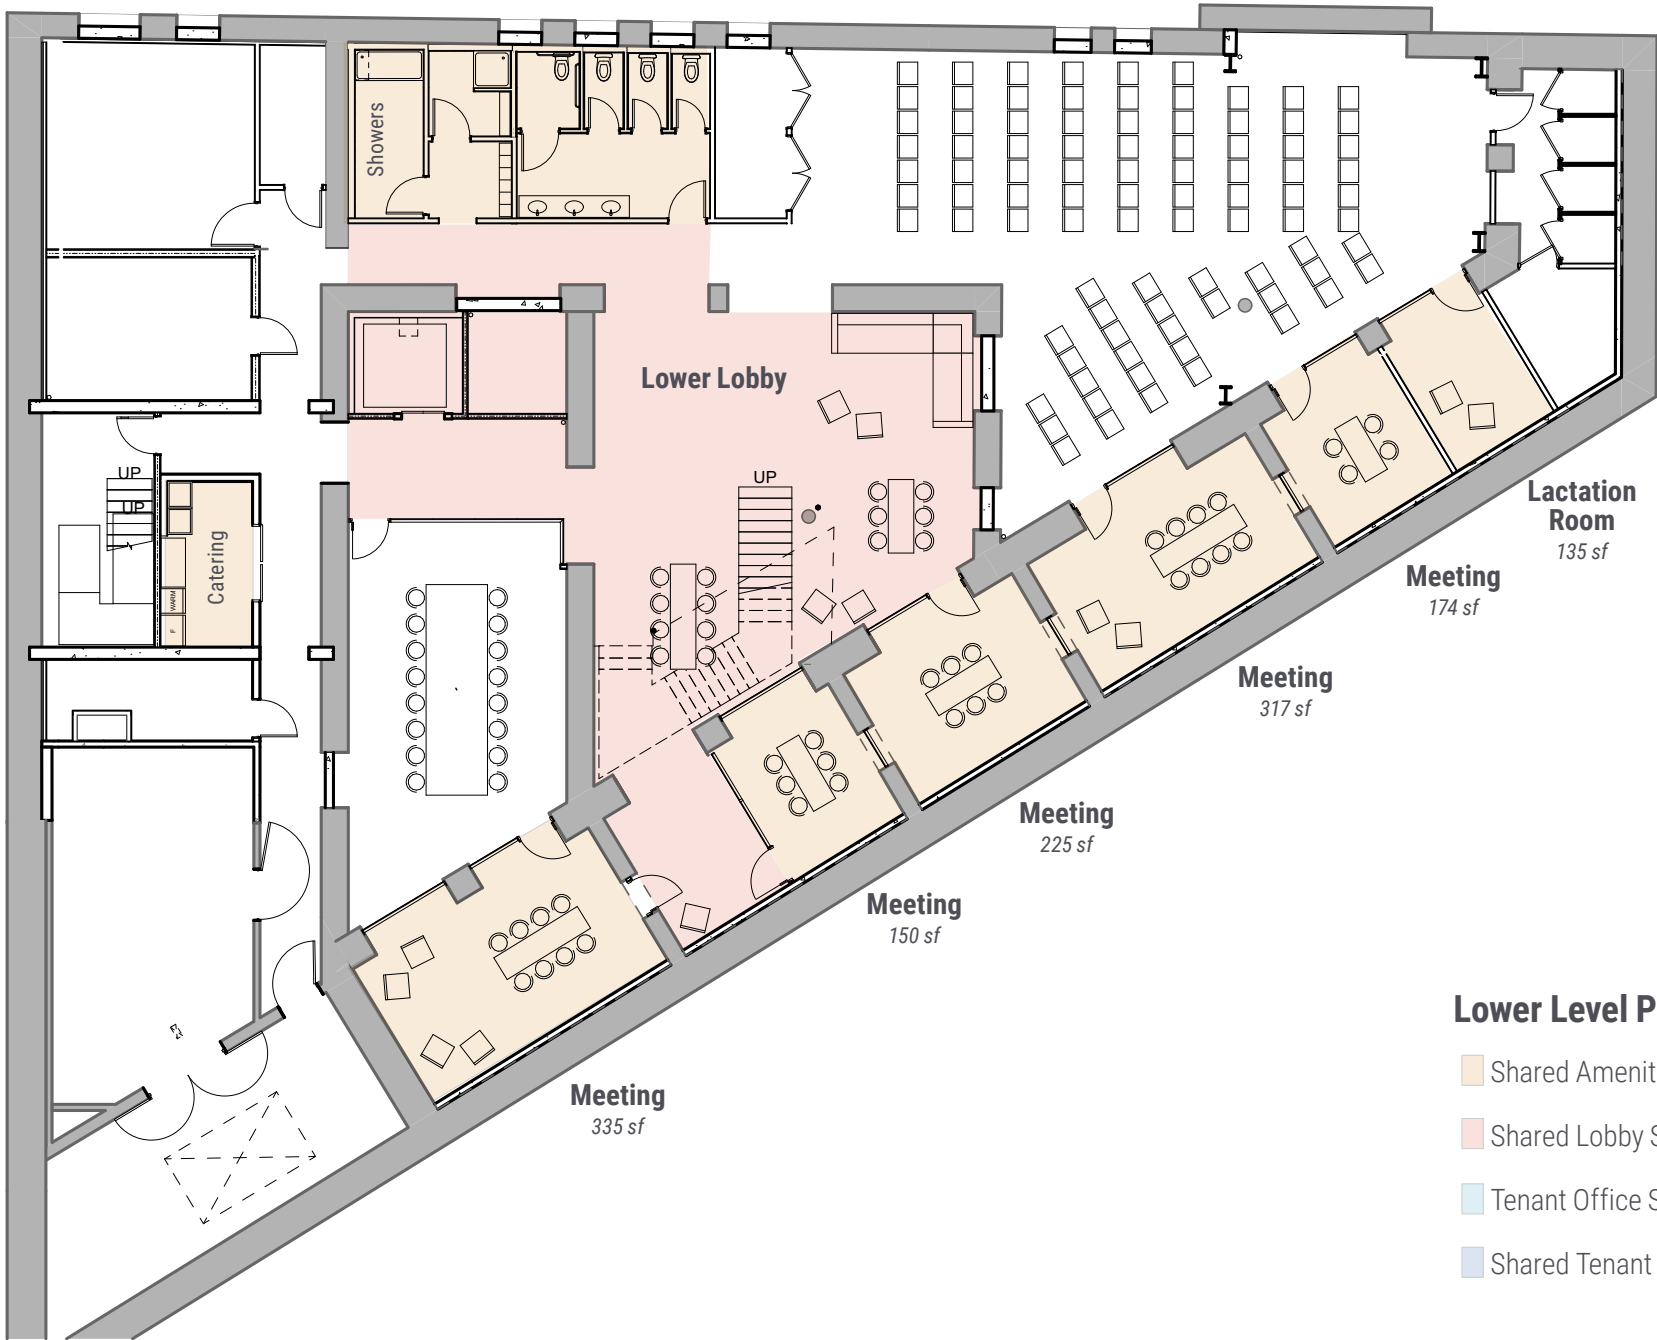 Showers
Lower Lobby
UP
UP
UP
Catering
WARM
F
Lactation
Room
135 sf
Meeting
174 sf
Meeting
317 sf
Meeting
225 sf
Meeting
150 sf
Meeting
335 sf
Lower Level P
Shared Amenit
Shared Lobby S
Tenant Office S
Shared Tenant